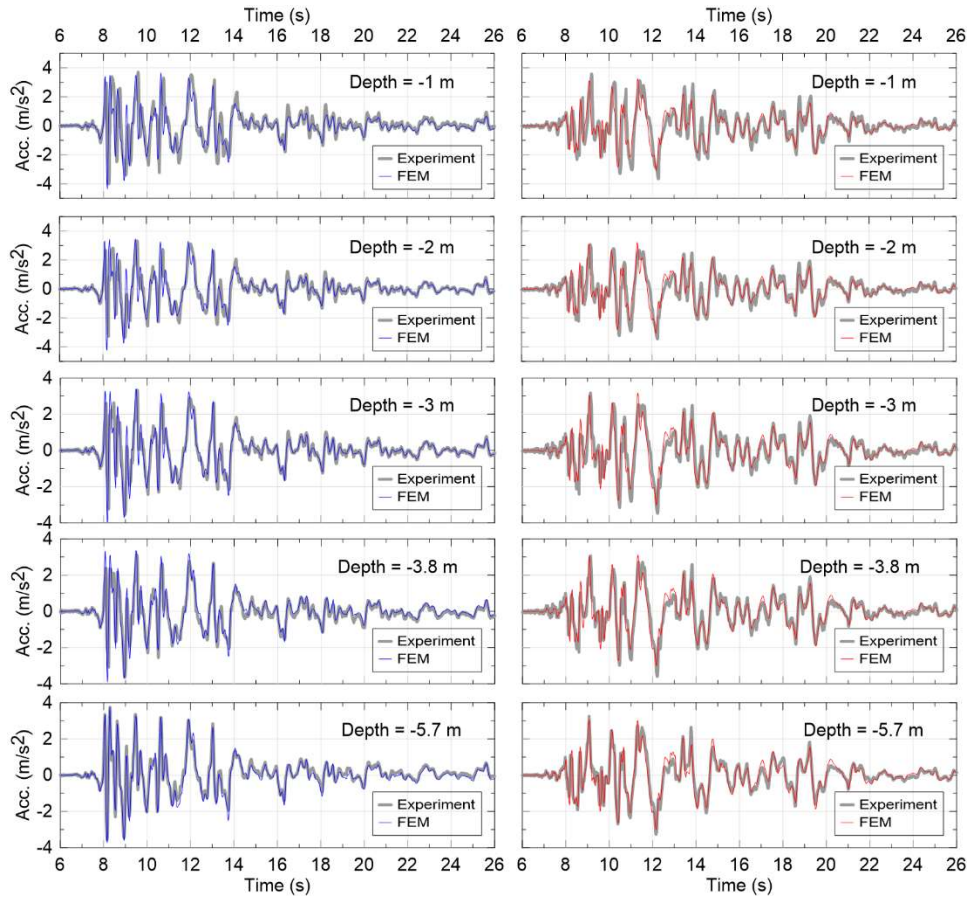 Time (s) Time (s)
6 8 10 12 14 16 18 20 22 24 26 6 8 10 12 14 16 18 20 22 24 26
Acc. (m/s²) 4 2 0 -2 -4 Depth = -1 m Depth = -1 m
Experiment Experiment
FEM FEM
Acc. (m/s²) 4 2 0 -2 -4 Depth = -2 m Depth = -2 m
Experiment Experiment
FEM FEM
Acc. (m/s²) 4 2 0 -2 -4 Depth = -3 m Depth = -3 m
Experiment Experiment
FEM FEM
Acc. (m/s²) 4 2 0 -2 -4 Depth = -3.8 m Depth = -3.8 m
Experiment Experiment
FEM FEM
Acc. (m/s²) 4 2 0 -2 -4 Depth = -5.7 m Depth = -5.7 m
Experiment Experiment
FEM FEM
6 8 10 12 14 16 18 20 22 24 26 6 8 10 12 14 16 18 20 22 24 26
Time (s) Time (s)